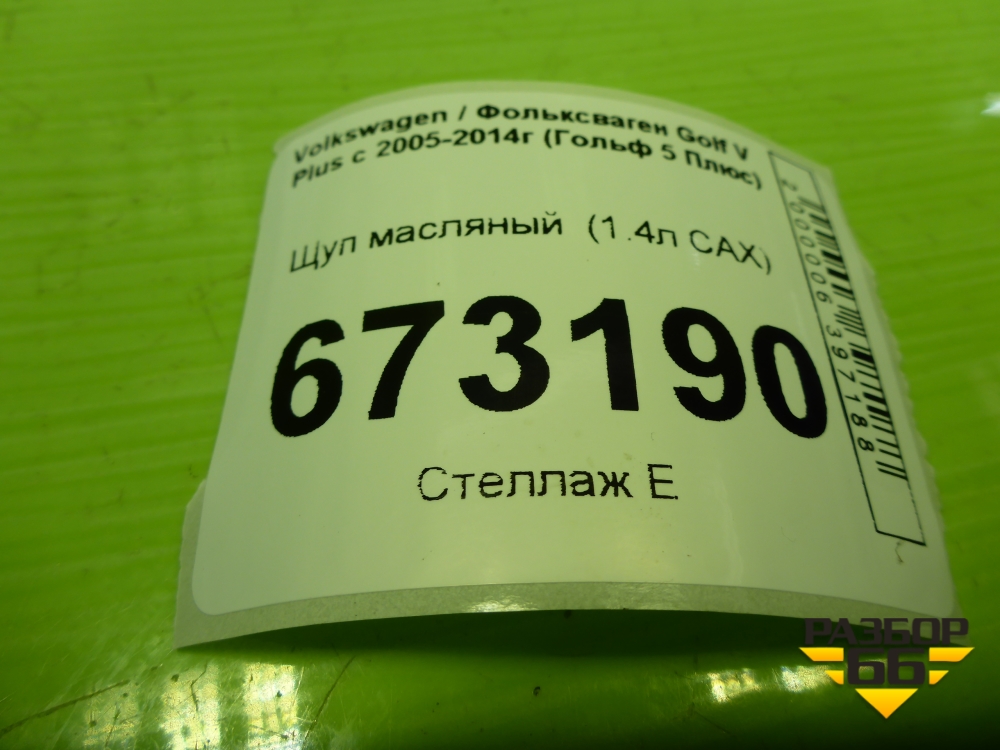 Volkswagen / Фольксваген Golf V
Plus с 2005-2014г (Гольф 5 Плюс)
Щуп масляный (1.4л CAX)
673190
Стеллаж Е
2000006397188
РАЗБОР
66